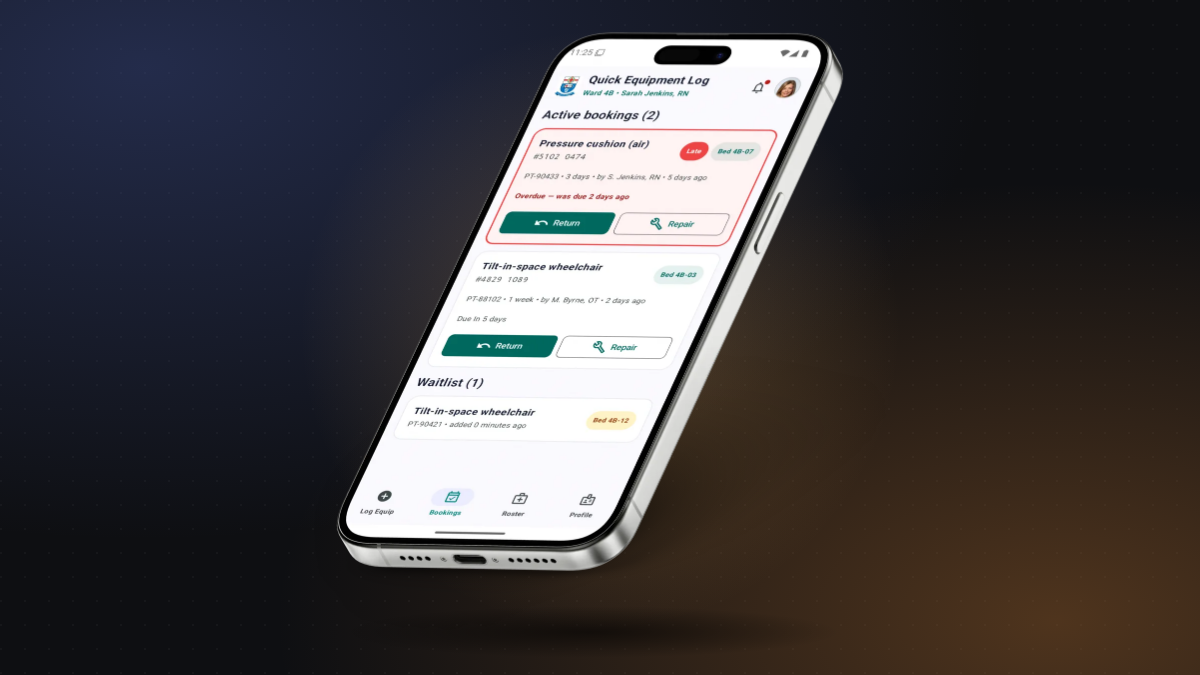 11:25
Quick Equipment Log
Ward 4B • Sarah Jenkins, RN
Active bookings (2)
Pressure cushion (air)
Late
Bed 4B-07
#5102 0474
PT-90433 • 3 days • by S. Jenkins, RN • 5 days ago
Overdue — was due 2 days ago
Return
Repair
Tilt-in-space wheelchair
Bed 4B-03
#4829 1089
PT-88102 • 1 week • by M. Byrne, OT • 2 days ago
Due in 5 days
Return
Repair
Waitlist (1)
Tilt-in-space wheelchair
Bed 4B-12
PT-90421 • added 0 minutes ago
Log Equip
Bookings
Roster
Profile